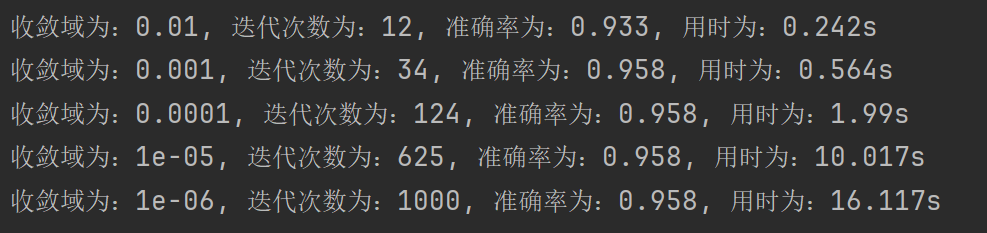 收敛域为：0.01, 迭代次数为：12, 准确率为：0.933, 用时为：0.242s
收敛域为：0.001, 迭代次数为：34, 准确率为：0.958, 用时为：0.564s
收敛域为：0.0001, 迭代次数为：124, 准确率为：0.958, 用时为：1.99s
收敛域为：1e-05, 迭代次数为：625, 准确率为：0.958, 用时为：10.017s
收敛域为：1e-06, 迭代次数为：1000, 准确率为：0.958, 用时为：16.117s